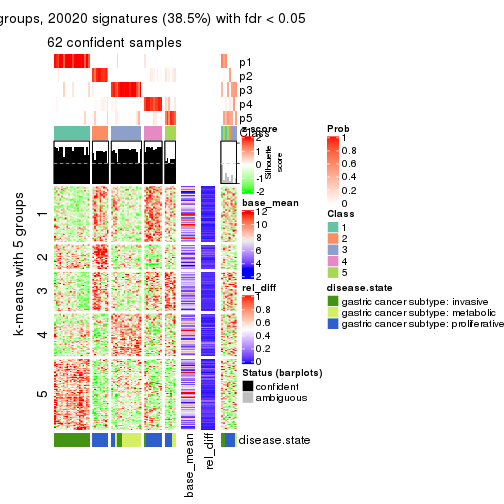 groups, 20020 signatures (38.5%) with fdr < 0.05
62 confident samples
p1
p2
p3
p4
p5
Class
Silhouette
score
k-means with 5 groups
1
2
3
4
5
base_mean
rel_diff
disease.state
z-score
2
1
0
-1
-2
base_mean
12
10
8
6
4
2
rel_diff
1
0.8
0.6
0.4
0.2
0
Status (barplots)
confident
ambiguous
Prob
1
0.8
0.6
0.4
0.2
0
Class
1
2
3
4
5
disease.state
gastric cancer subtype: invasive
gastric cancer subtype: metabolic
gastric cancer subtype: proliferative